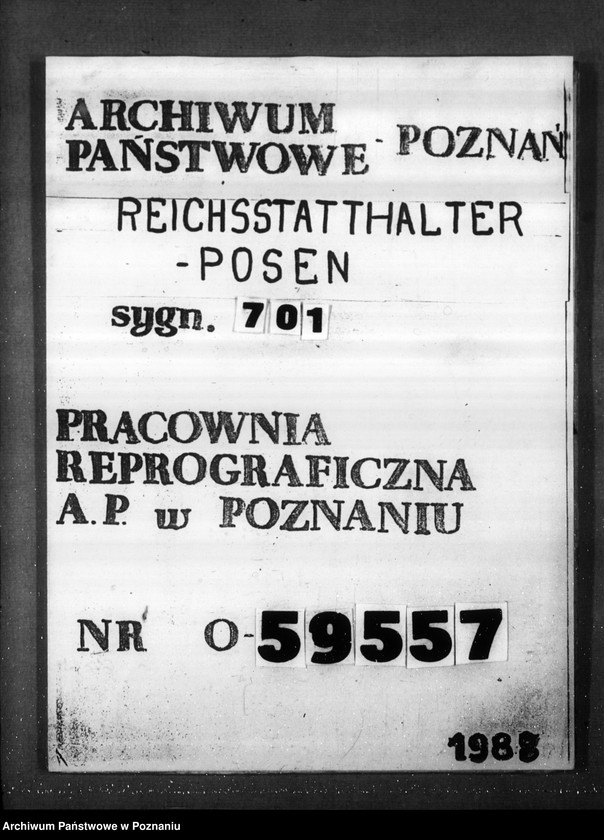 ARCHIWUM
PAŃSTWOWE - POZNAŃ
REICHSSTATTHALTER
- POSEN
sygn. 701
PRACOWNIA
REPROGRAFICZNA
A.P. w POZNANIU
NR O-59557
1988
Archiwum Państwowe w Poznaniu